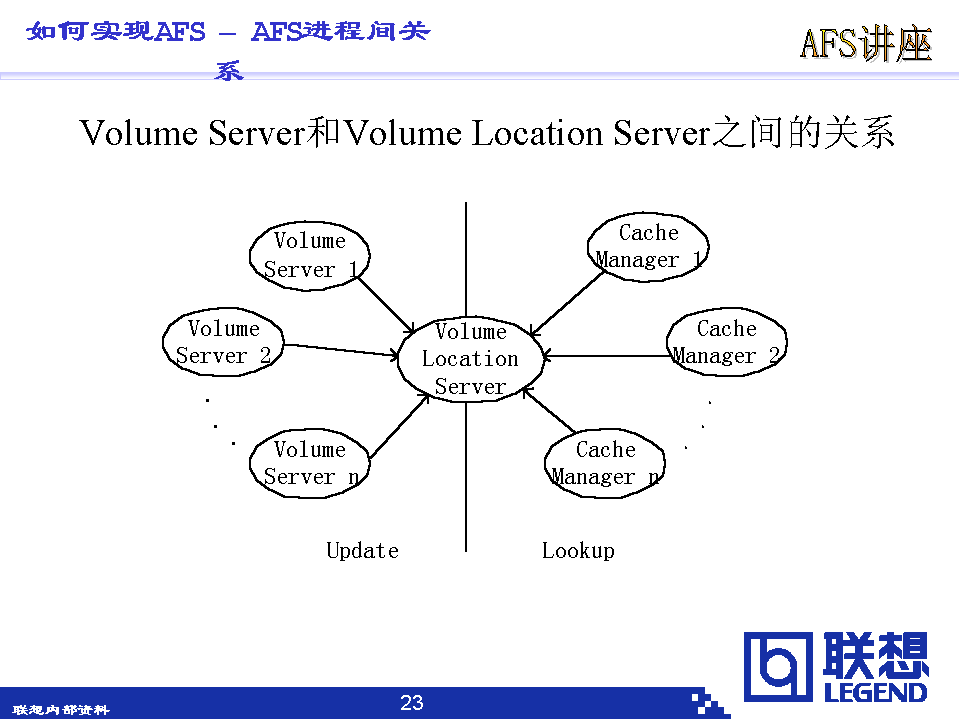 如何实现AFS – AFS进程间关
系
AFS讲座
Volume Server和Volume Location Server之间的关系
Volume
Server 1
Cache
Manager 1
Volume
Server 2
Volume
Location
Server
Cache
Manager 2
Volume
Server n
Cache
Manager n
Update
Lookup
联想
LEGEND
联想内部资料
23